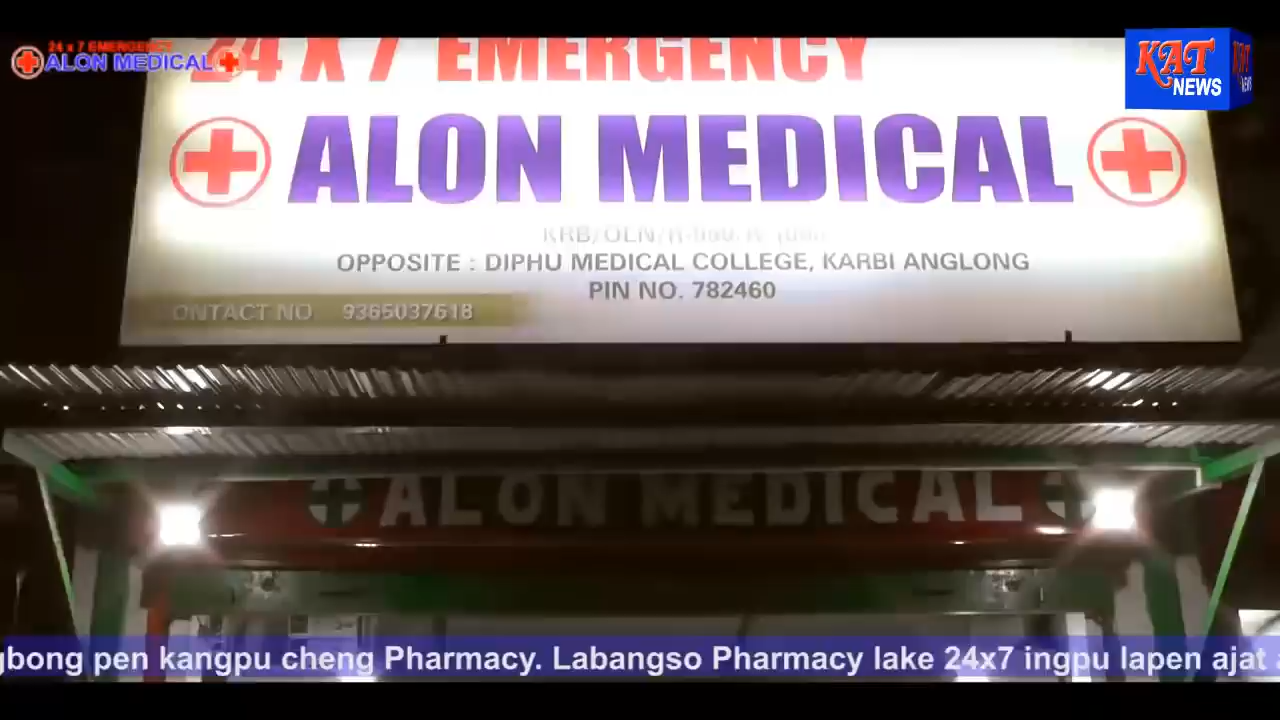 24 x 7 EMERGENCY
ALON MEDICAL
KAT
NEWS
24 X 7 EMERGENCY
ALON MEDICAL
OPPOSITE : DIPHU MEDICAL COLLEGE, KARBI ANGLONG
PIN NO. 782460
ONTACT NO 9365037618
ALON MEDICAL
gbong pen kangpu cheng Pharmacy. Labangso Pharmacy lake 24x7 ingpu lapen ajat